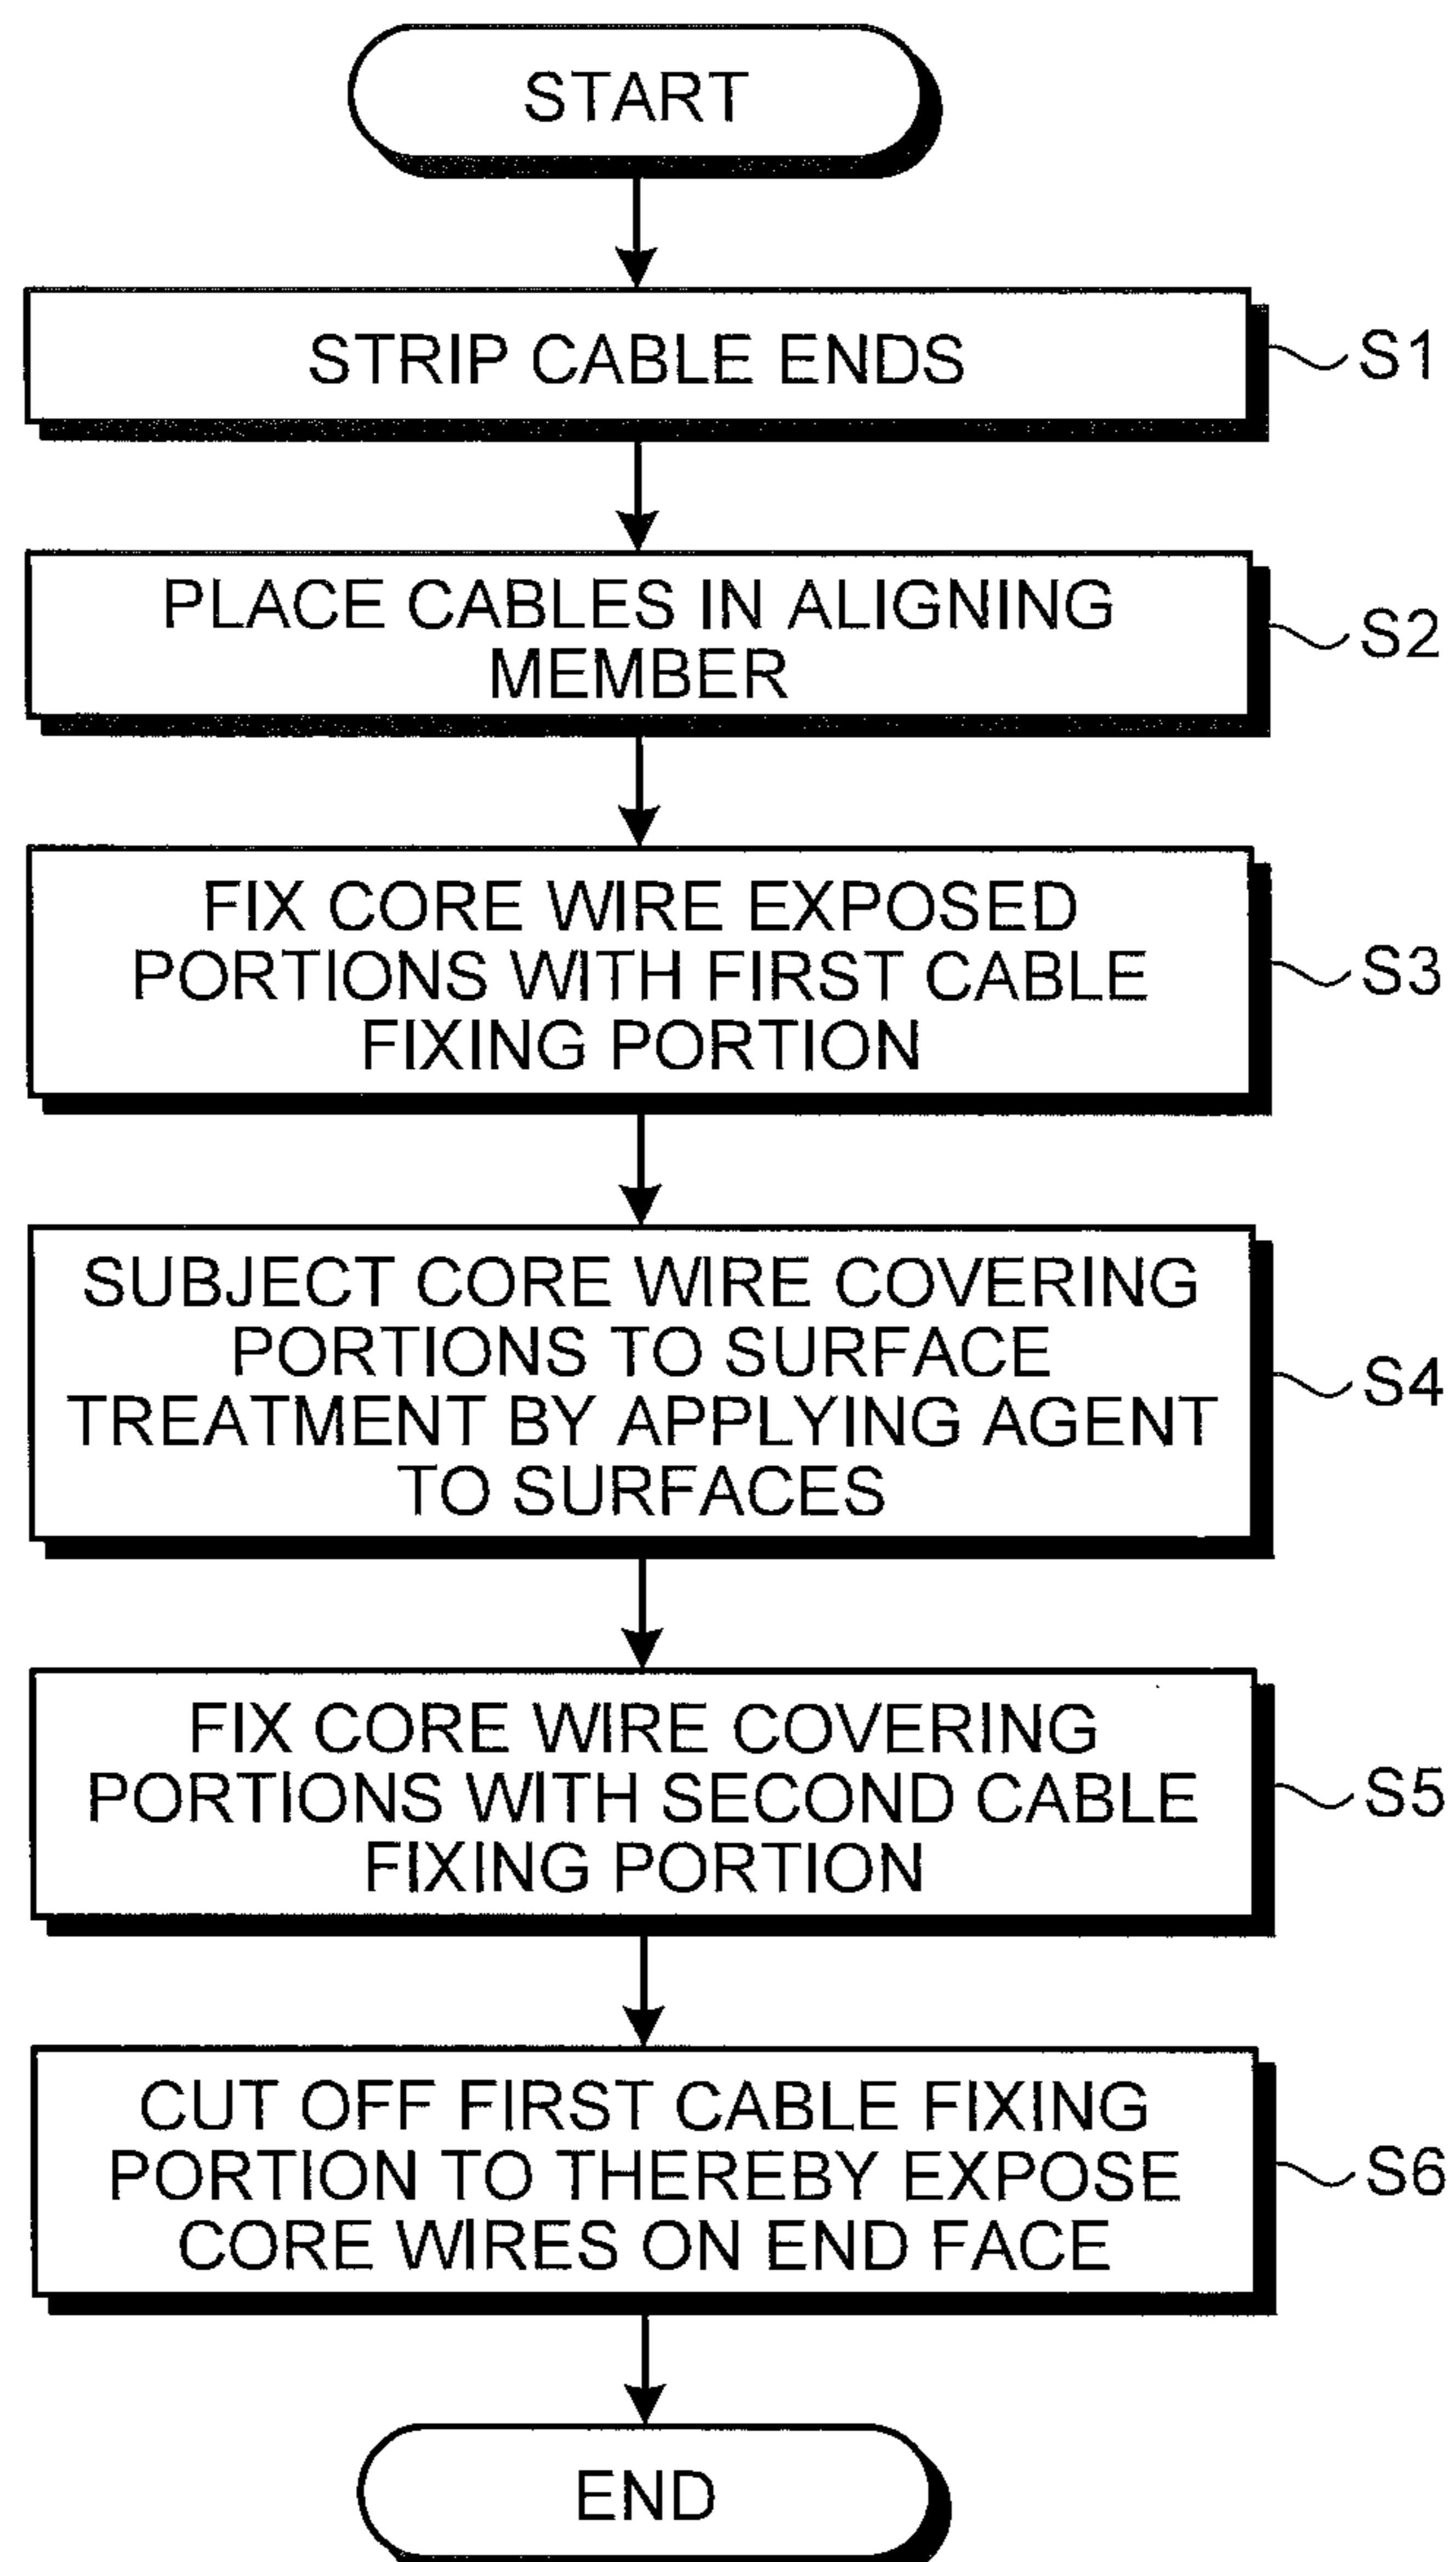 START
STRIP CABLE ENDS
S1
PLACE CABLES IN ALIGNING
MEMBER
S2
FIX CORE WIRE EXPOSED
PORTIONS WITH FIRST CABLE
FIXING PORTION
S3
SUBJECT CORE WIRE COVERING
PORTIONS TO SURFACE
TREATMENT BY APPLYING AGENT
TO SURFACES
S4
FIX CORE WIRE COVERING
PORTIONS WITH SECOND CABLE
FIXING PORTION
S5
CUT OFF FIRST CABLE FIXING
PORTION TO THEREBY EXPOSE
CORE WIRES ON END FACE
S6
END